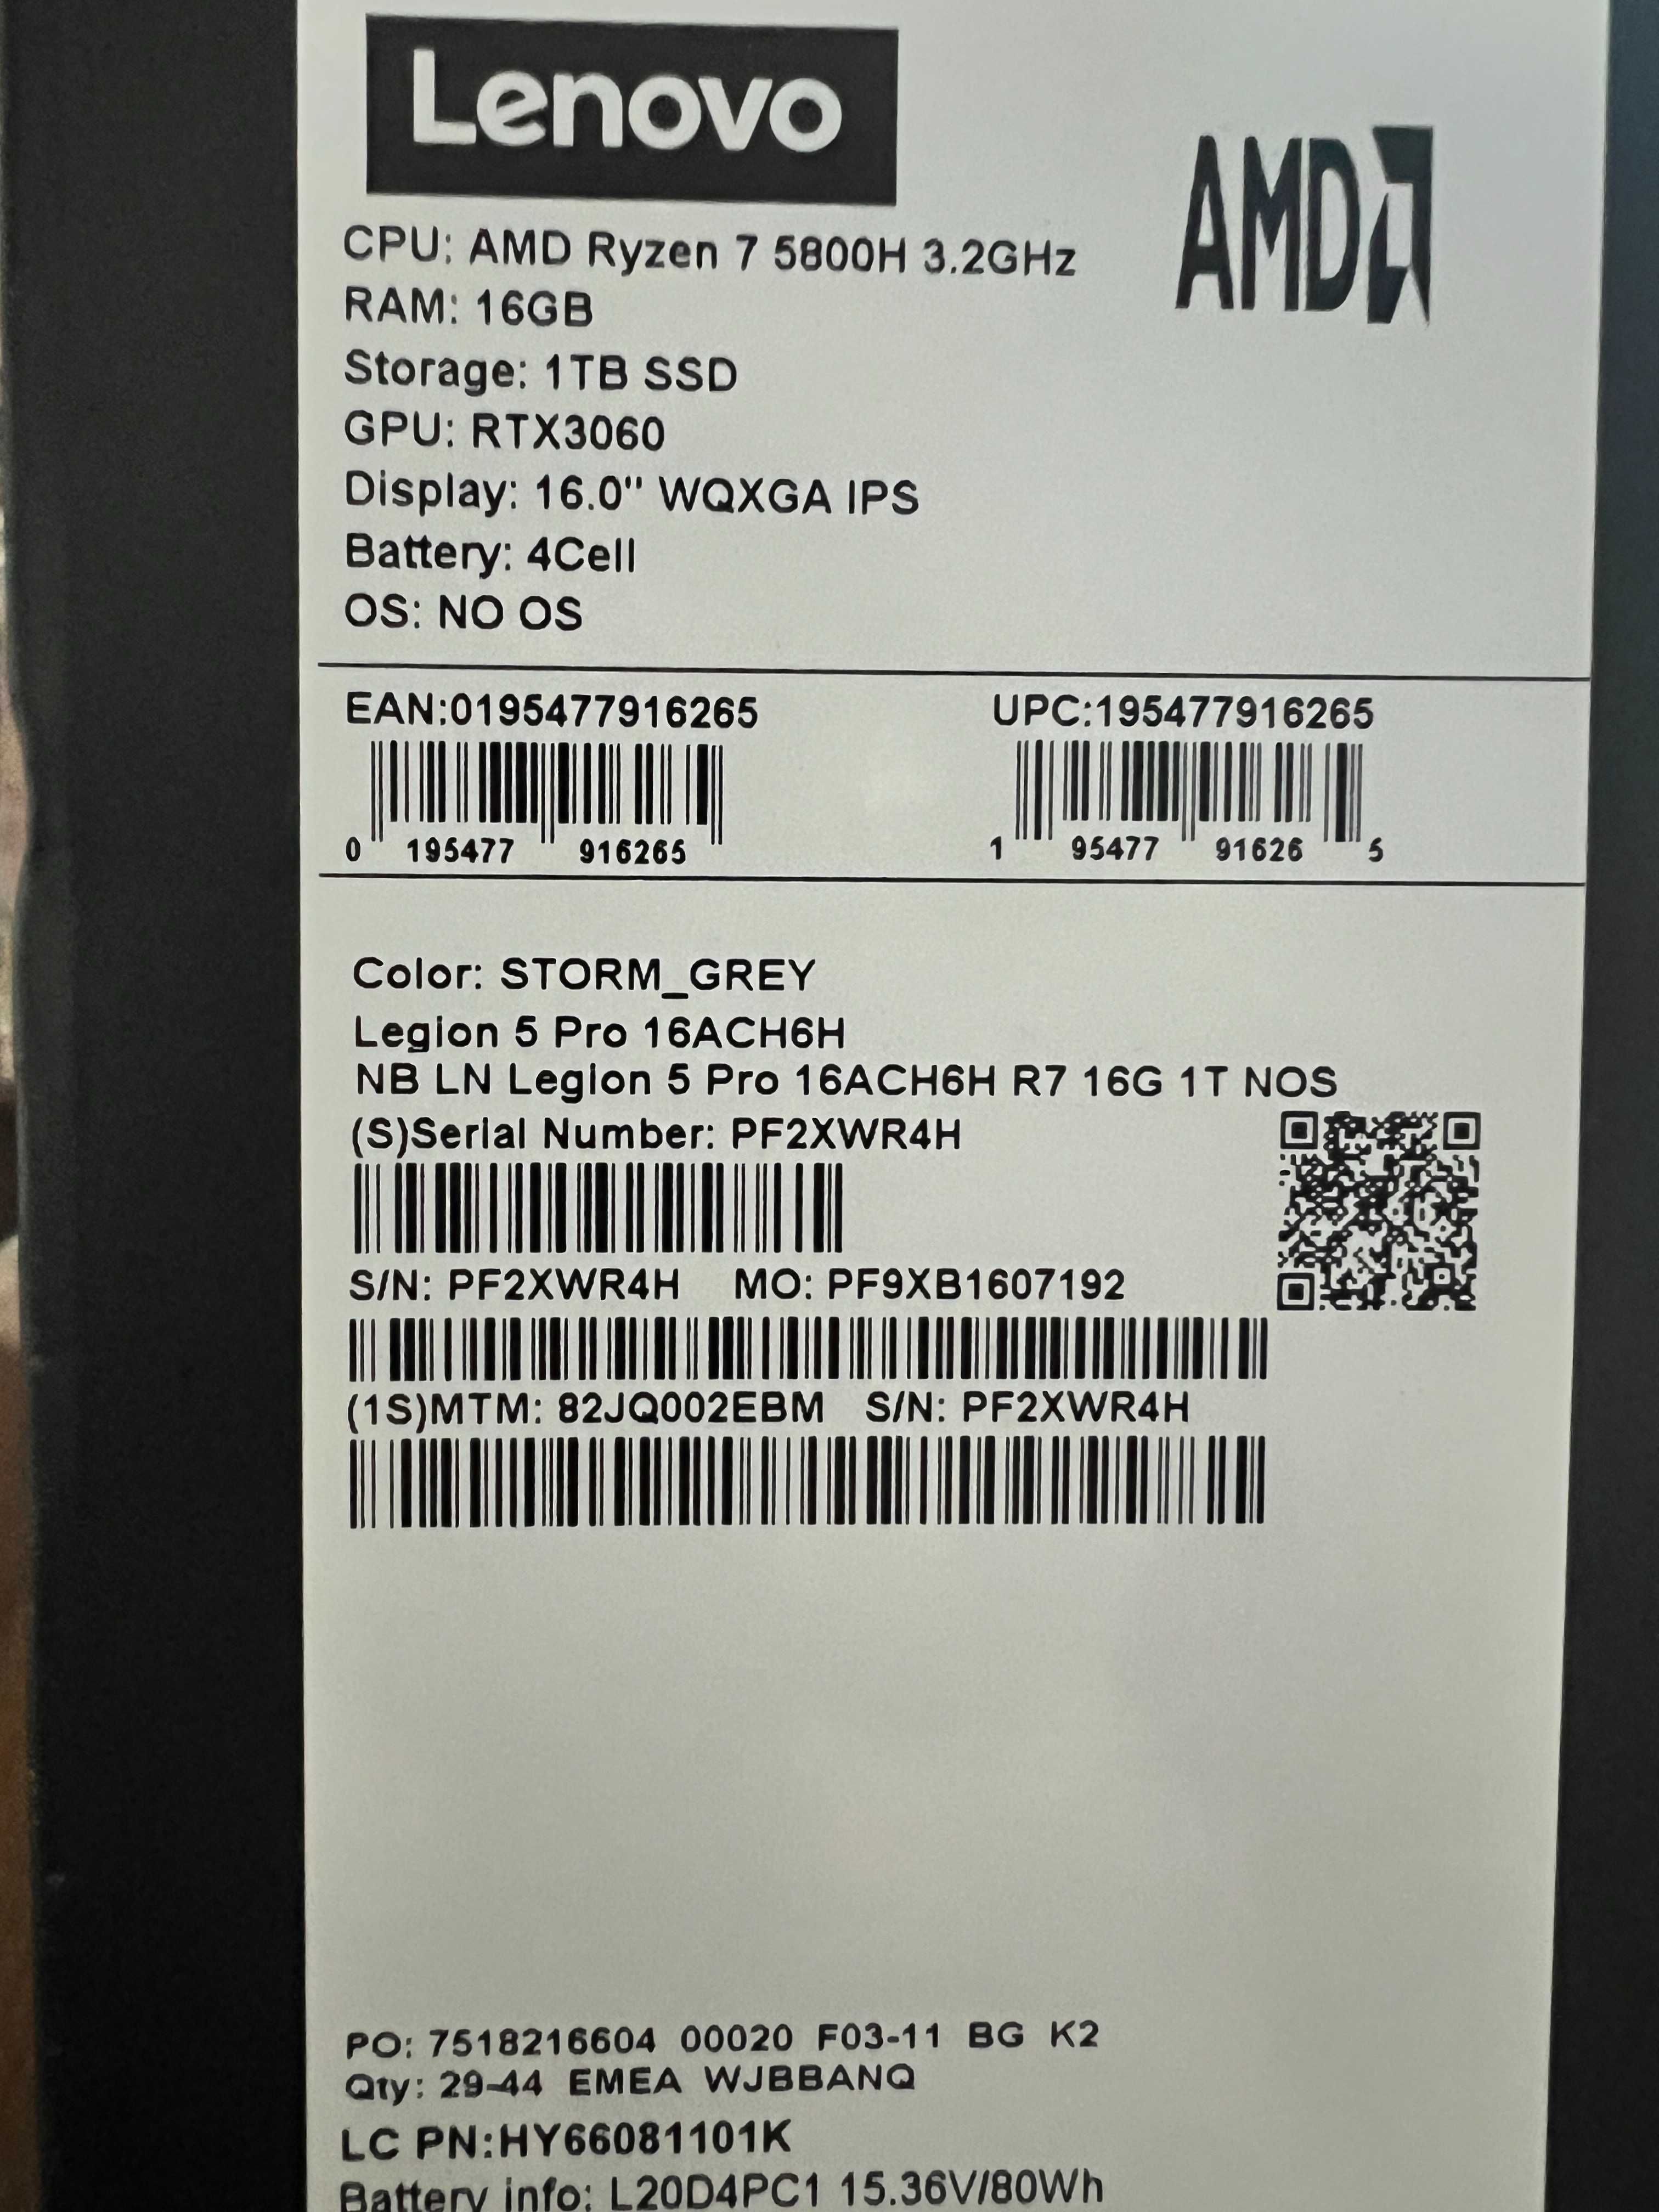 Lenovo
AMD
CPU: AMD Ryzen 7 5800H 3.2GHz
RAM: 16GB
Storage: 1TB SSD
GPU: RTX3060
Display: 16.0" WQXGA IPS
Battery: 4Cell
OS: NO OS
EAN:0195477916265 UPC:195477916265
0 195477 916265 1 95477 91626 5
Color: STORM_GREY
Legion 5 Pro 16ACH6H
NB LN Legion 5 Pro 16ACH6H R7 16G 1T NOS
(S)Serial Number: PF2XWR4H
S/N: PF2XWR4H MO: PF9XB1607192
(1S)MTM: 82JQ002EBM S/N: PF2XWR4H
PO: 7518216604 00020 F03-11 BG K2
Qty: 29-44 EMEA WJBBANQ
LC PN:HY66081101K
Battery info: L20D4PC1 15.36V/80Wh